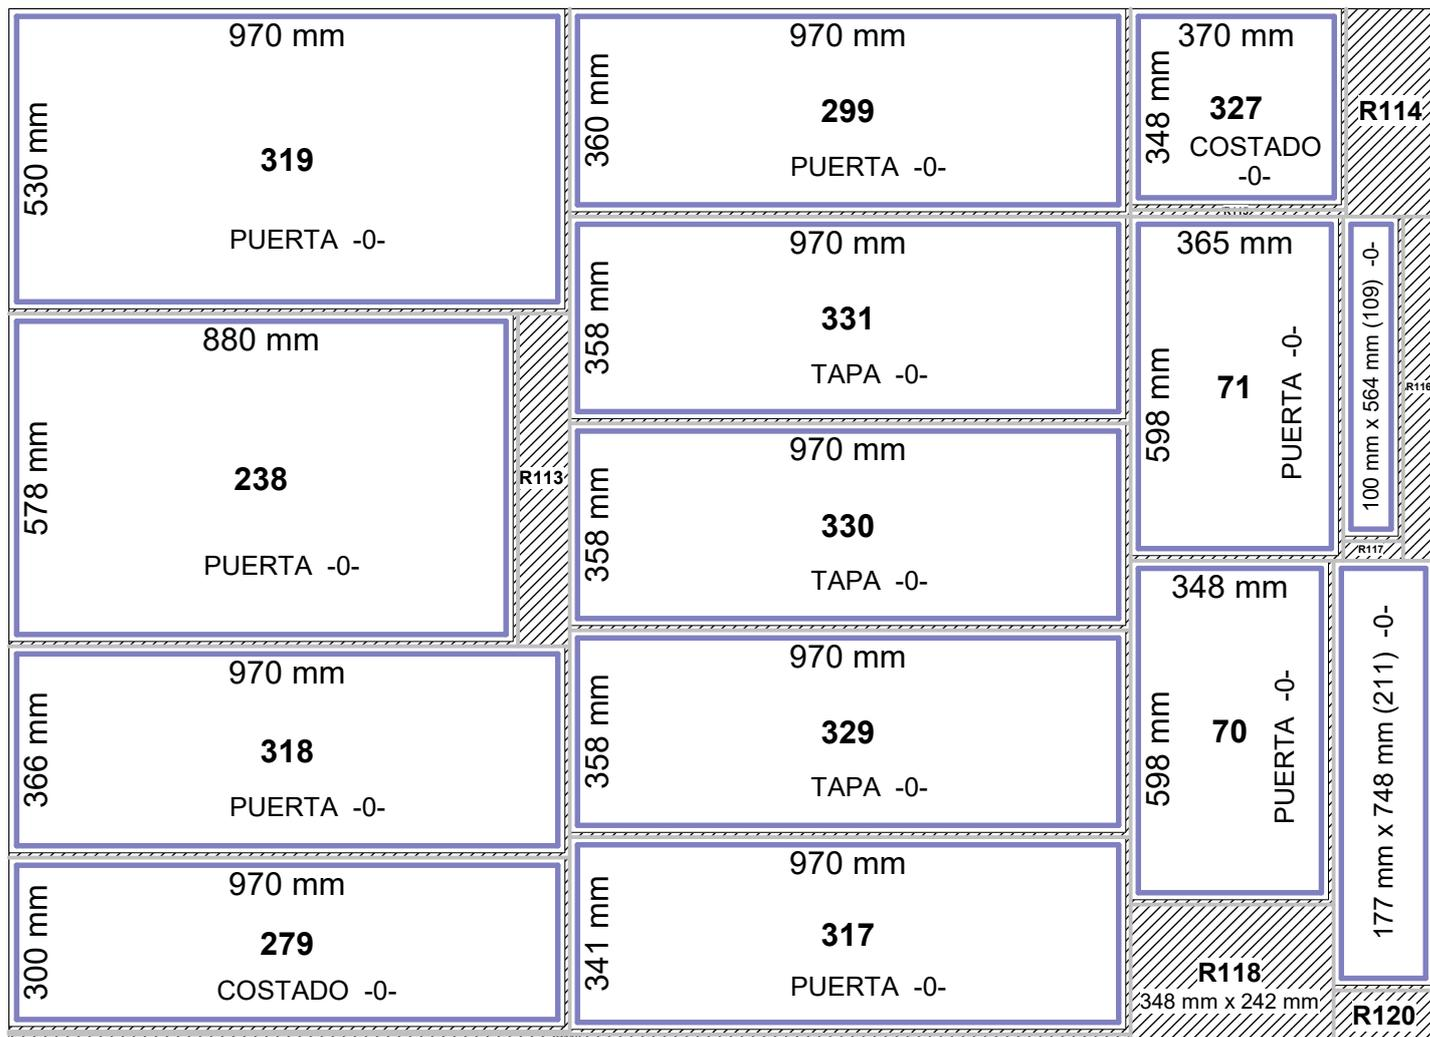 970 mm
530 mm
319
PUERTA -0-
880 mm
578 mm
238
PUERTA -0-
R113
970 mm
366 mm
318
PUERTA -0-
970 mm
300 mm
279
COSTADO -0-
970 mm
360 mm
299
PUERTA -0-
970 mm
358 mm
331
TAPA -0-
970 mm
358 mm
330
TAPA -0-
970 mm
358 mm
329
TAPA -0-
970 mm
341 mm
317
PUERTA -0-
370 mm
348 mm
327
COSTADO
-0-
R114
365 mm
598 mm
71
PUERTA -0-
100 mm x 564 mm (109) -0-
R116
R117
348 mm
598 mm
70
PUERTA -0-
177 mm x 748 mm (211) -0-
R118
348 mm x 242 mm
R120